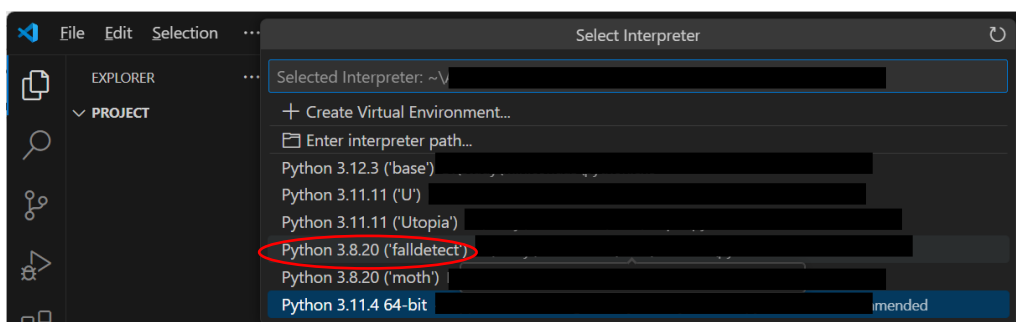 File Edit Selection ··· Select Interpreter
EXPLORER ···
PROJECT
Selected Interpreter: ~\
+ Create Virtual Environment...
Enter interpreter path...
Python 3.12.3 ('base')
Python 3.11.11 ('U')
Python 3.11.11 ('Utopia')
Python 3.8.20 ('falldetect')
Python 3.8.20 ('moth')
Python 3.11.4 64-bit mmended